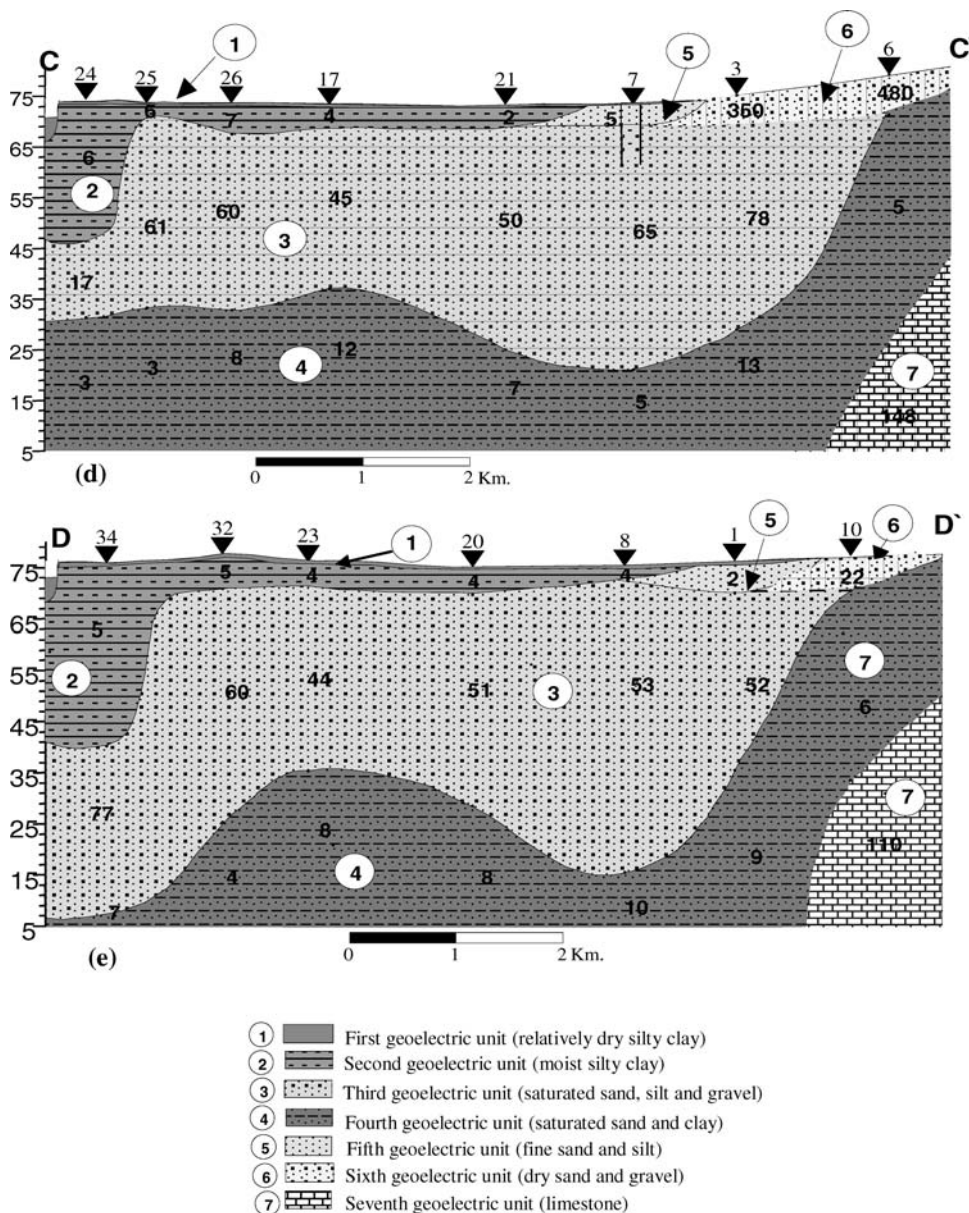 C C
24 25 26 17 21 7 3 6
1 5 6
75 65 55 45 35 25 15 5
6 7 4 2 5 350 480
6
2
61 60 45 50 65 78 5
3
17
3 3 8 12 7 5 13
4
7
148
(d)
0 1 2 Km.
D D`
34 32 23 20 8 1 10
1 5 6
75 65 55 45 35 25 15 5
5 4 4 4 2 22
5
2
60 44 51 53 52
3
7
6
77
7
110
8
4 8 9
4
7 10
(e)
0 1 2 Km.
1 First geoelectric unit (relatively dry silty clay)
2 Second geoelectric unit (moist silty clay)
3 Third geoelectric unit (saturated sand, silt and gravel)
4 Fourth geoelectric unit (saturated sand and clay)
5 Fifth geoelectric unit (fine sand and silt)
6 Sixth geoelectric unit (dry sand and gravel)
7 Seventh geoelectric unit (limestone)